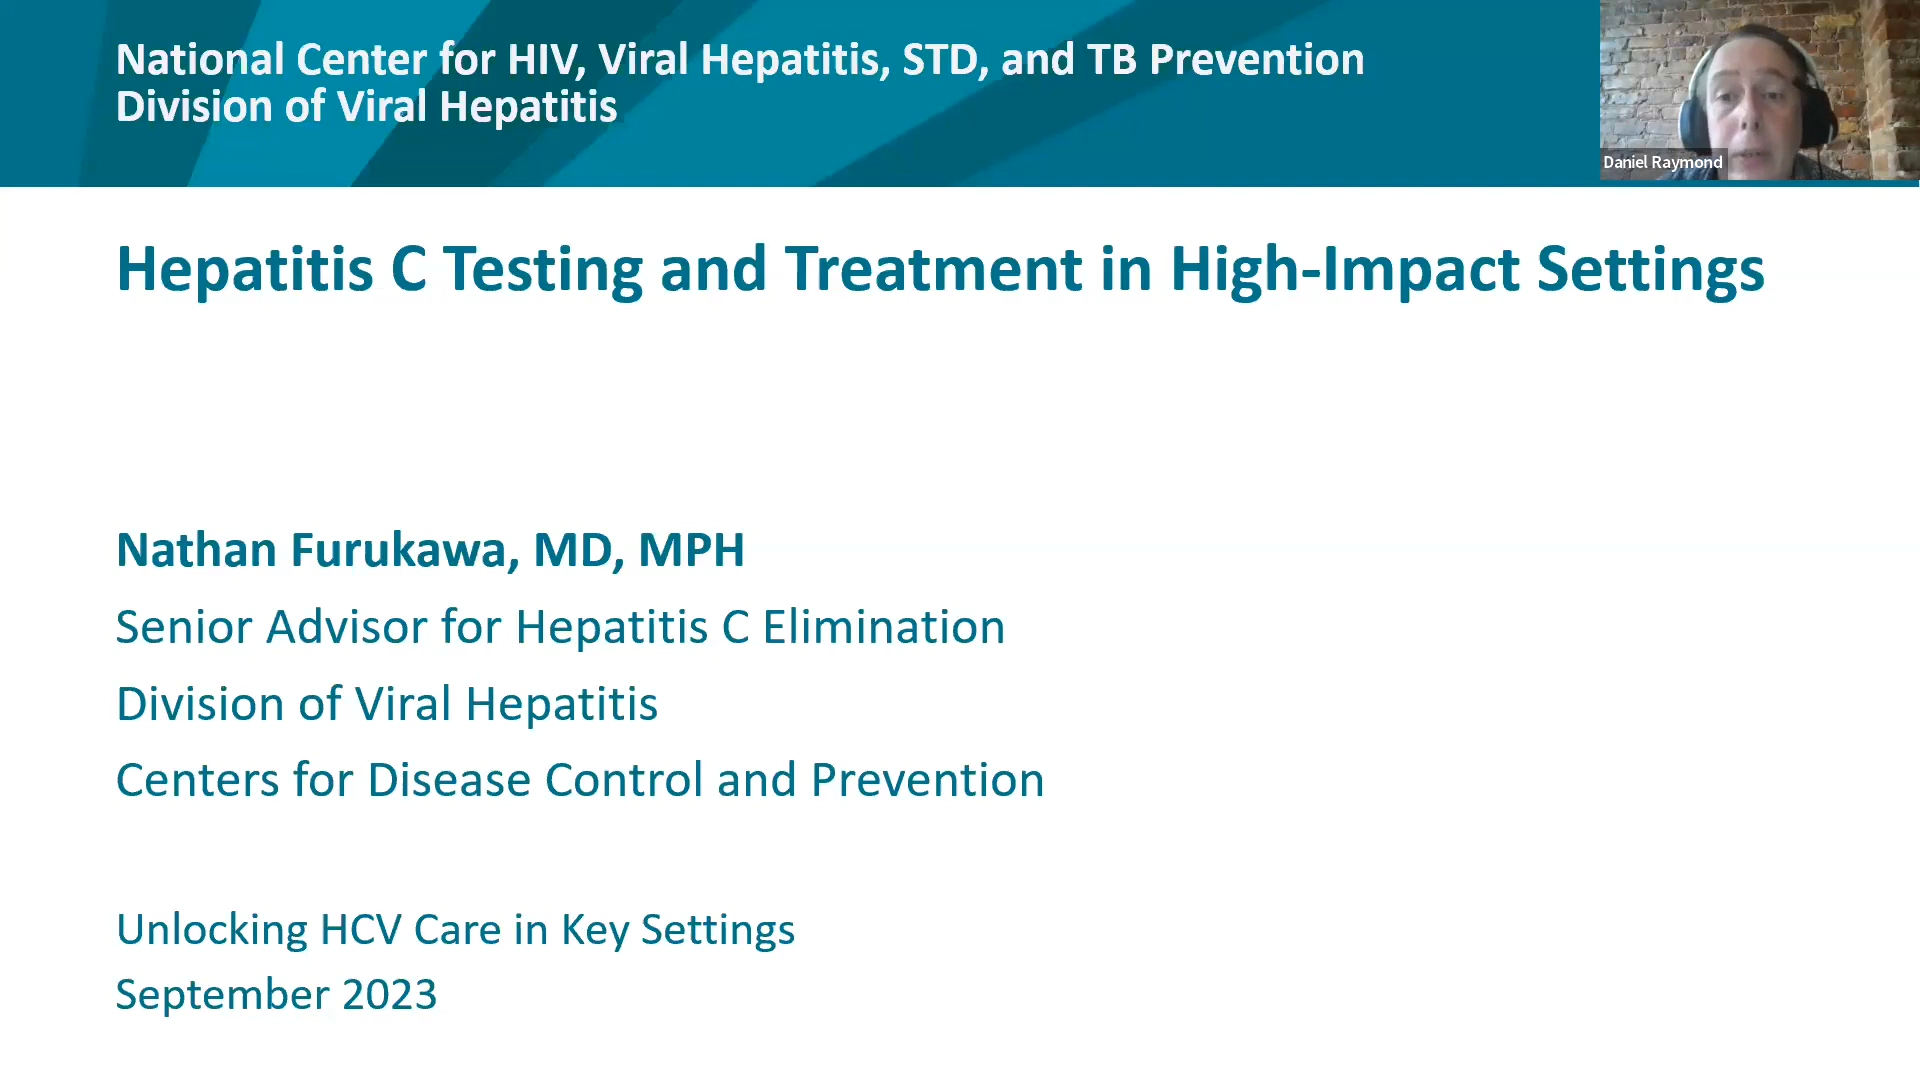 National Center for HIV, Viral Hepatitis, STD, and TB Prevention
Division of Viral Hepatitis
Daniel Raymond
Hepatitis C Testing and Treatment in High-Impact Settings
Nathan Furukawa, MD, MPH
Senior Advisor for Hepatitis C Elimination
Division of Viral Hepatitis
Centers for Disease Control and Prevention
Unlocking HCV Care in Key Settings
September 2023